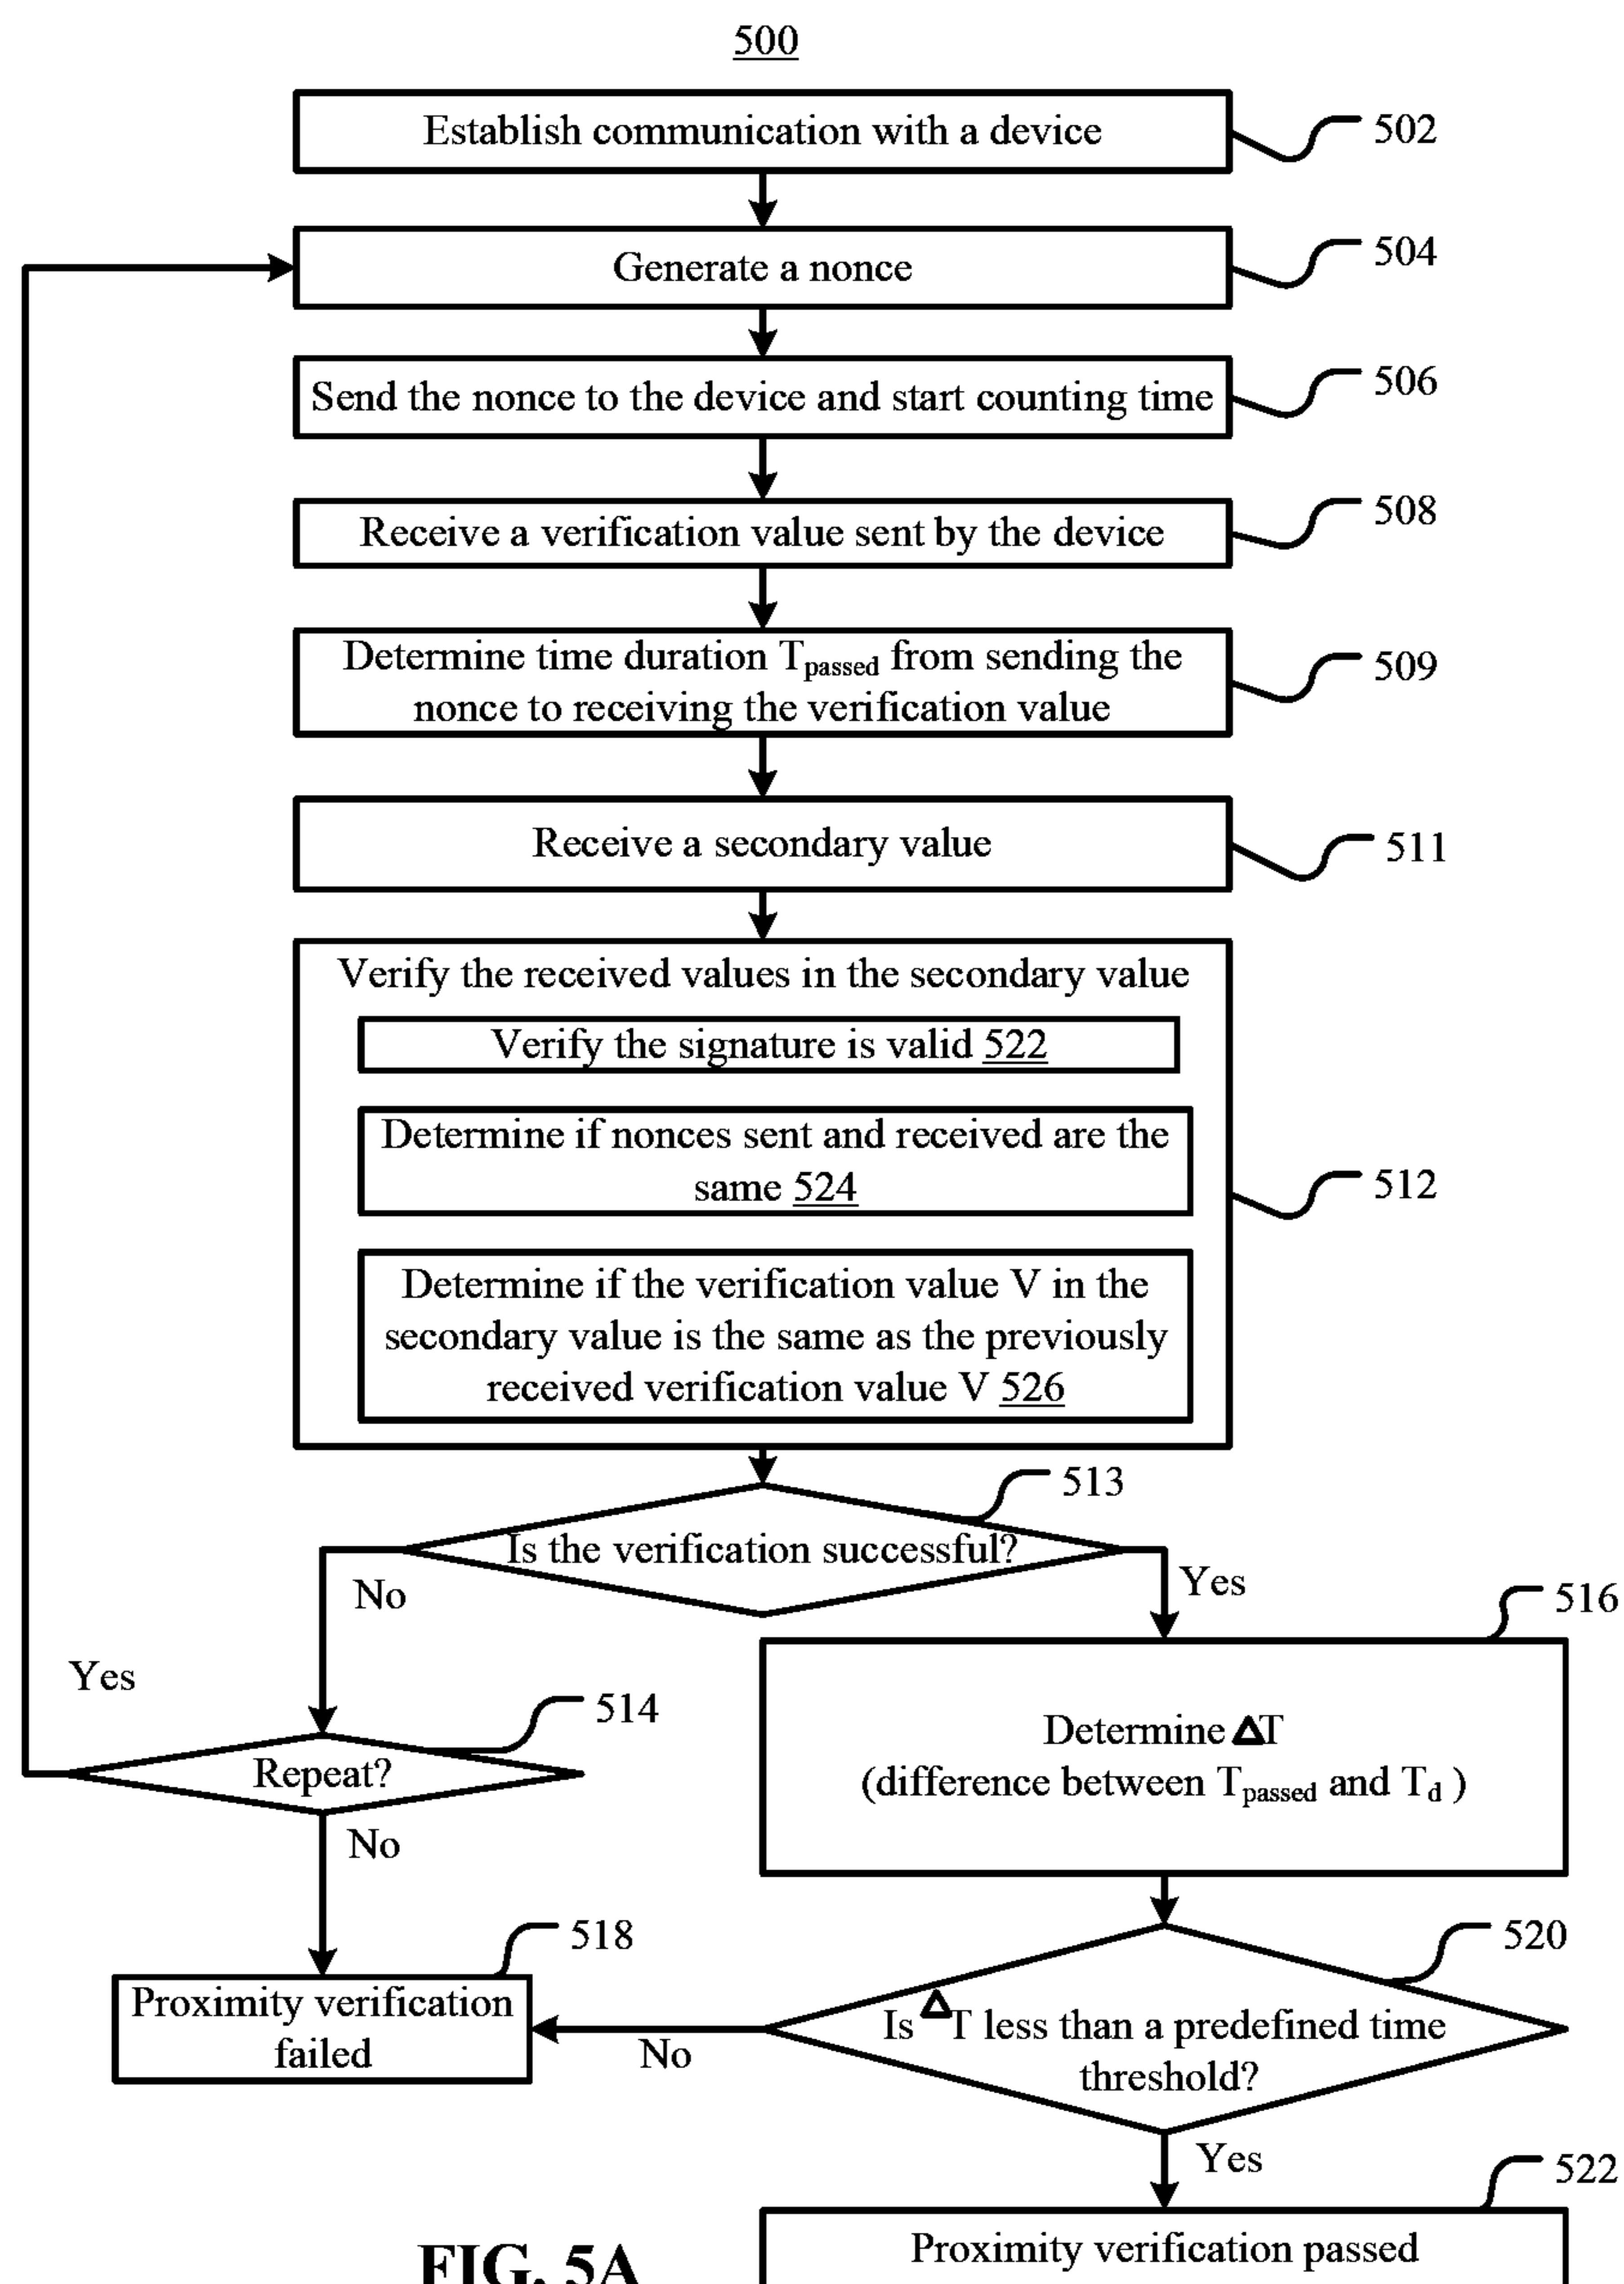 500
Establish communication with a device
502
Generate a nonce
504
Send the nonce to the device and start counting time
506
Receive a verification value sent by the device
508
Determine time duration Tpassed from sending the
nonce to receiving the verification value
509
Receive a secondary value
511
Verify the received values in the secondary value
Verify the signature is valid 522
Determine if nonces sent and received are the
same 524
512
Determine if the verification value V in the
secondary value is the same as the previously
received verification value V 526
513
Is the verification successful?
No
Yes
516
Yes
514
Repeat?
Determine ΔT
(difference between Tpassed and Td )
No
518
Proximity verification
failed
520
Is ΔT less than a predefined time
threshold?
No
Yes
522
Proximity verification passed
FIG. 5A